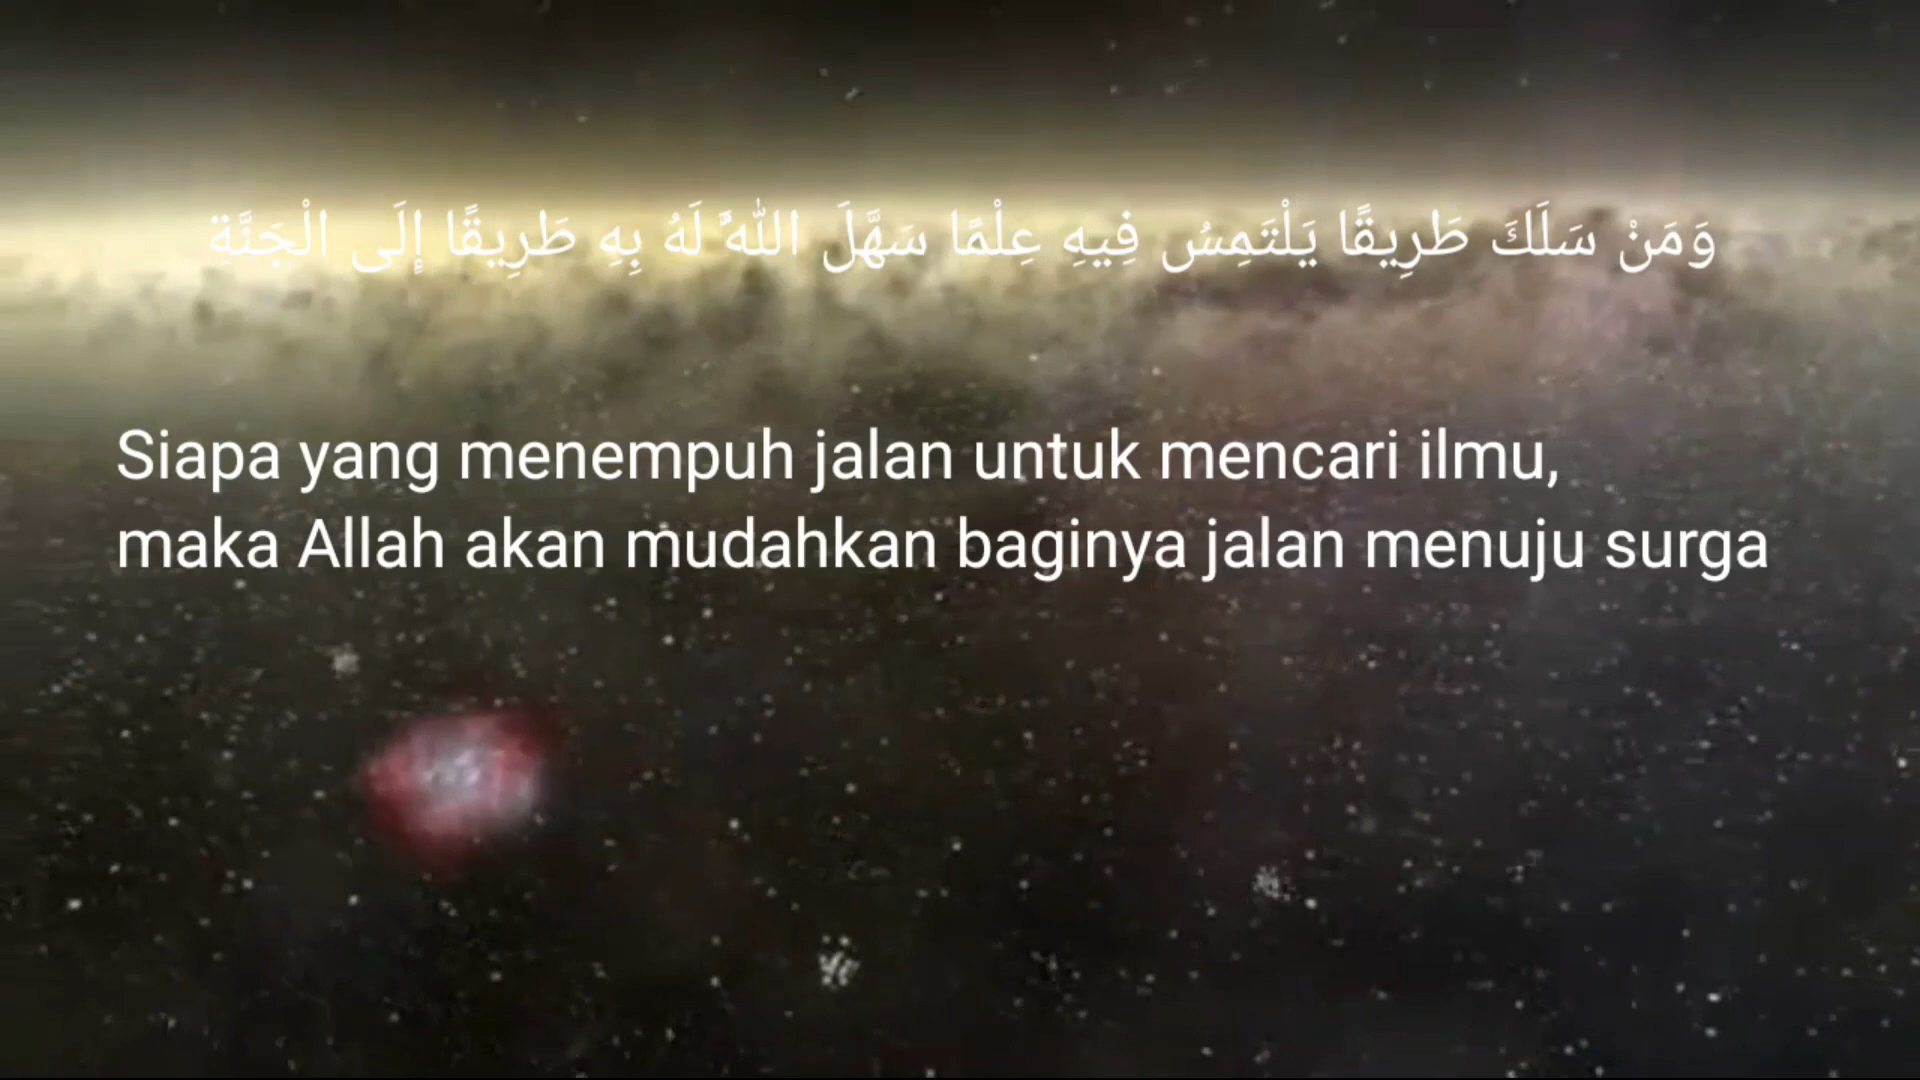 وَمَنْ سَلَكَ طَرِيقًا يَلْتَمِسُ فِيهِ عِلْمًا سَهَّلَ اللَّهُ لَهُ بِهِ طَرِيقًا إِلَى الْجَنَّةِ
Siapa yang menempuh jalan untuk mencari ilmu,
maka Allah akan mudahkan baginya jalan menuju surga